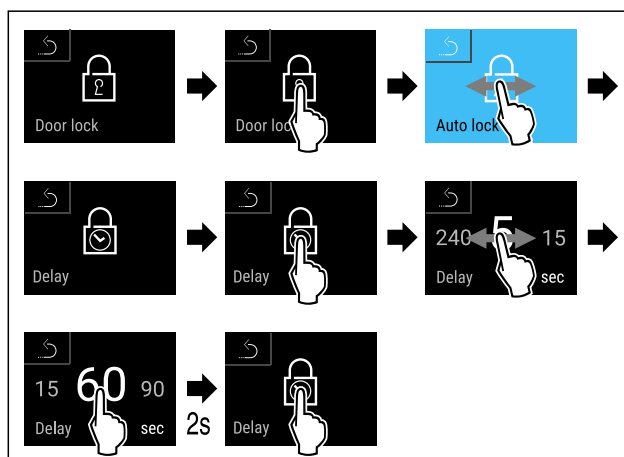 Door lock
Door loc
Auto lock
Delay
Delay
240 5 15
Delay sec
15 60 90
Delay sec
2s
Delay